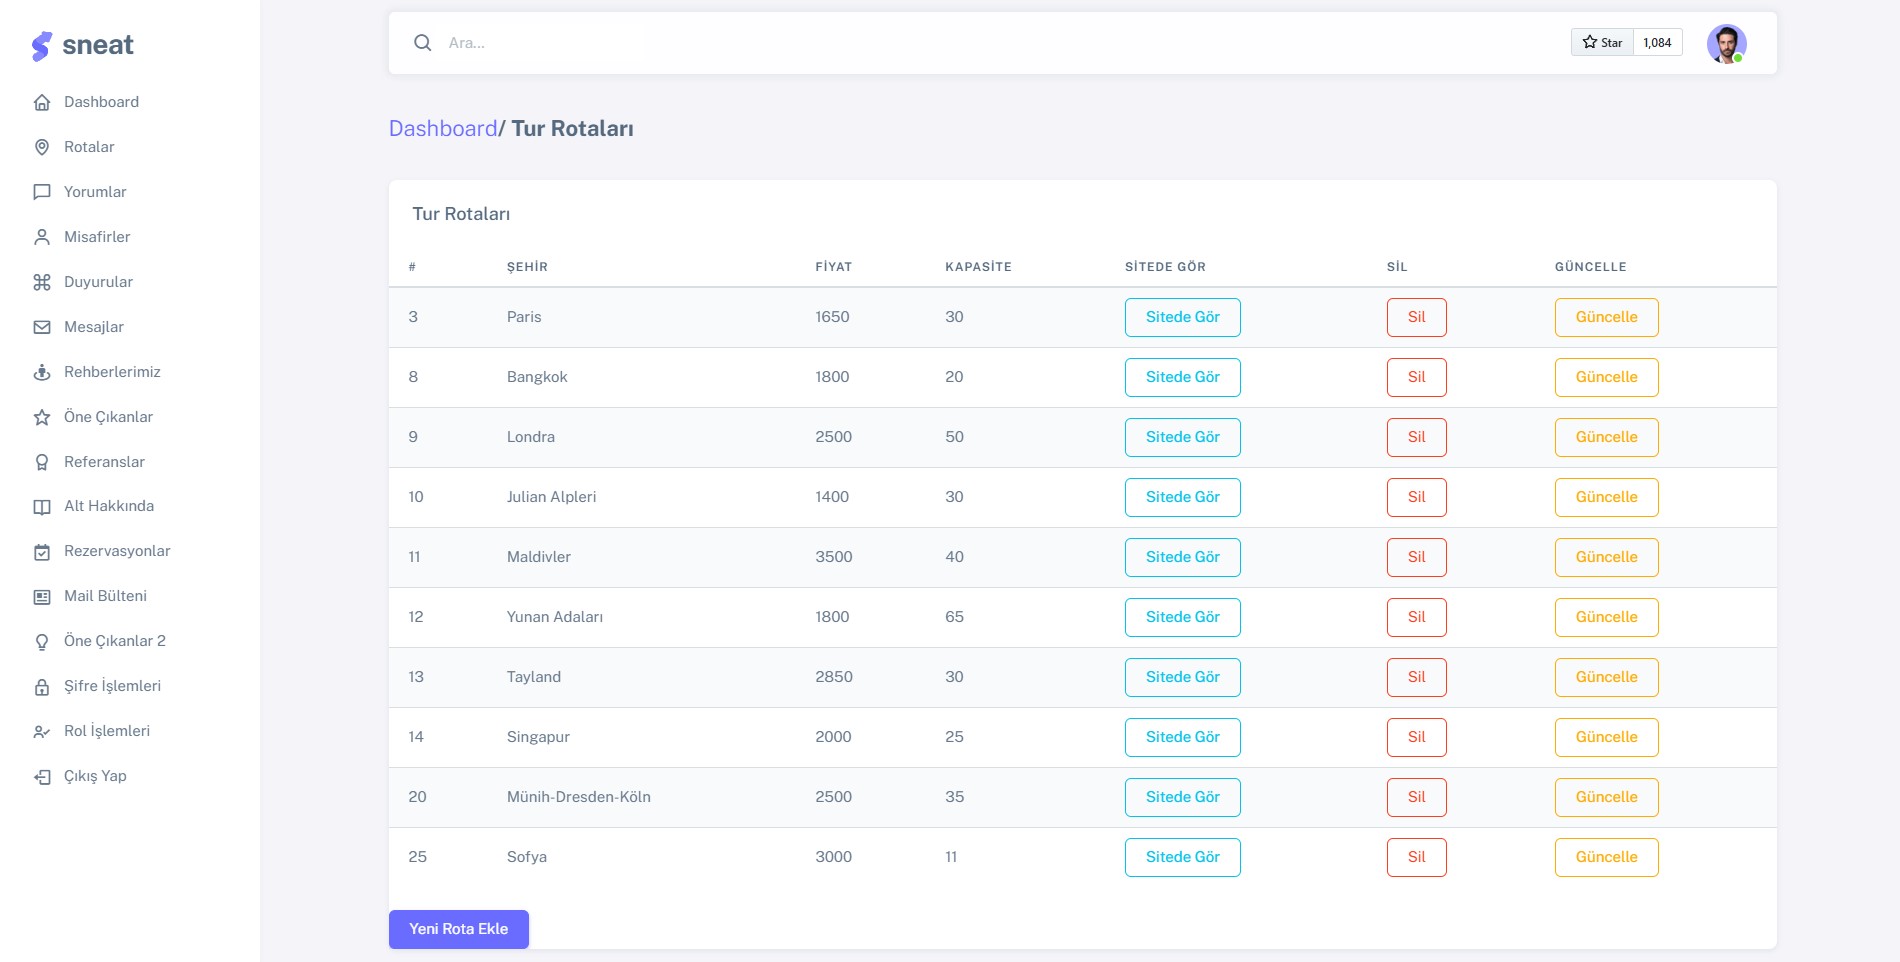 sneat
Dashboard
Rotalar
Yorumlar
Misafirler
Duyurular
Mesajlar
Rehberlerimiz
Öne Çıkanlar
Referanslar
Alt Hakkında
Rezervasyonlar
Mail Bülteni
Öne Çıkanlar 2
Şifre İşlemleri
Rol İşlemleri
Çıkış Yap
Ara... Star 1,084
Dashboard/ Tur Rotaları
Tur Rotaları
# ŞEHİR FİYAT KAPASİTE SİTEDE GÖR SİL GÜNCELLE
3 Paris 1650 30 Sitede Gör Sil Güncelle
8 Bangkok 1800 20 Sitede Gör Sil Güncelle
9 Londra 2500 50 Sitede Gör Sil Güncelle
10 Julian Alpleri 1400 30 Sitede Gör Sil Güncelle
11 Maldivler 3500 40 Sitede Gör Sil Güncelle
12 Yunan Adaları 1800 65 Sitede Gör Sil Güncelle
13 Tayland 2850 30 Sitede Gör Sil Güncelle
14 Singapur 2000 25 Sitede Gör Sil Güncelle
20 Münih-Dresden-Köln 2500 35 Sitede Gör Sil Güncelle
25 Sofya 3000 11 Sitede Gör Sil Güncelle
Yeni Rota Ekle